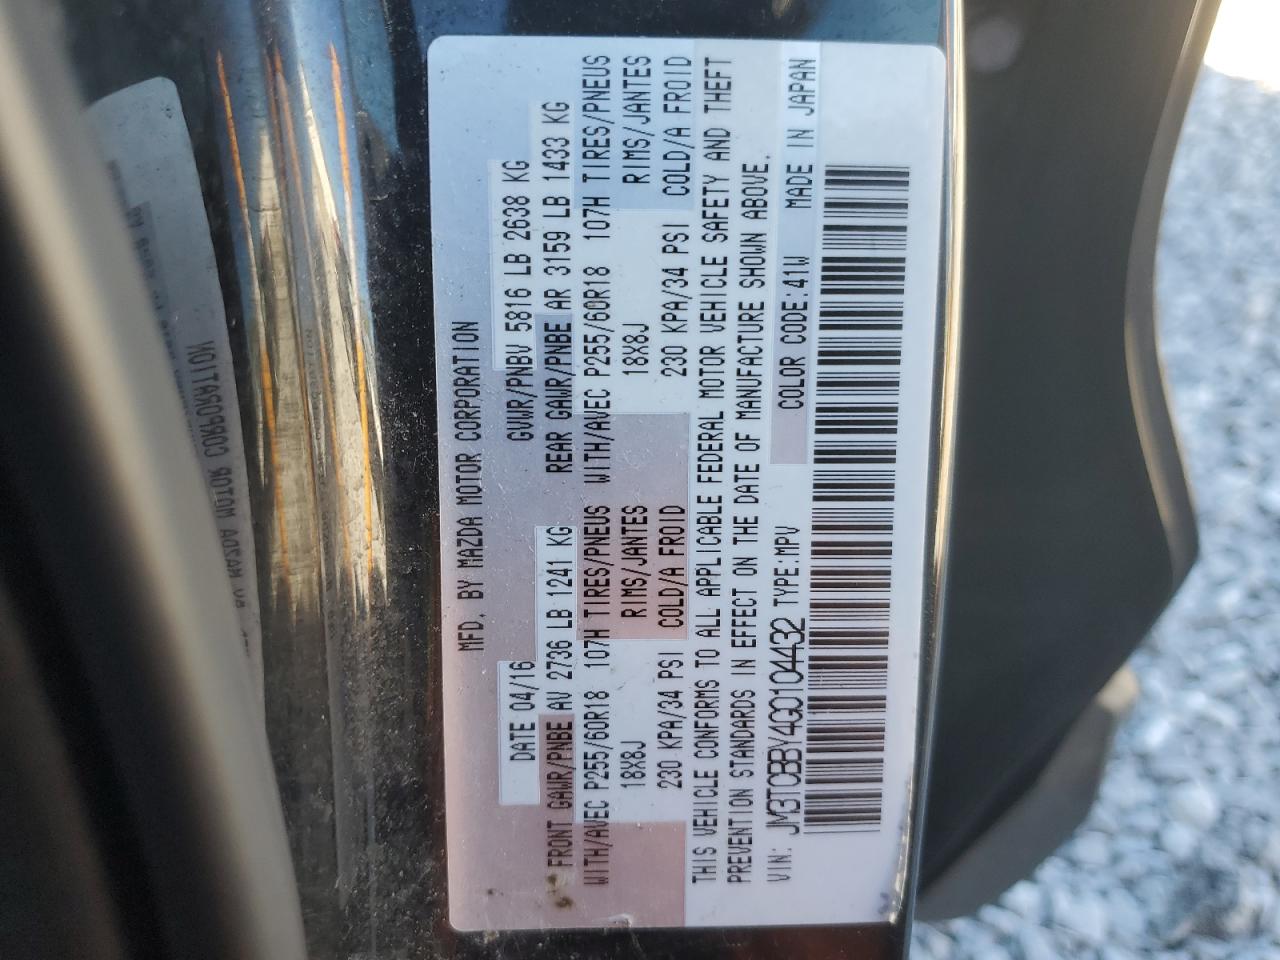 MFD. BY MAZDA MOTOR CORPORATION
DATE 04/16 GVWR/PNBV 5816 LB 2638 KG
FRONT GAWR/PNBE AV 2736 LB 1241 KG REAR GAWR/PNBE AR 3159 LB 1433 KG
WITH/AVEC P255/60R18 107H TIRES/PNEUS WITH/AVEC P255/60R18 107H TIRES/PNEUS
18X8J RIMS/JANTES 18X8J RIMS/JANTES
230 KPA/34 PSI COLD/A FROID 230 KPA/34 PSI COLD/A FROID
THIS VEHICLE CONFORMS TO ALL APPLICABLE FEDERAL MOTOR VEHICLE SAFETY AND THEFT
PREVENTION STANDARDS IN EFFECT ON THE DATE OF MANUFACTURE SHOWN ABOVE.
VIN: JM3TCBBY4G0104432 TYPE:MPV COLOR CODE:41W MADE IN JAPAN
MAZDA MOTOR CORPORATION